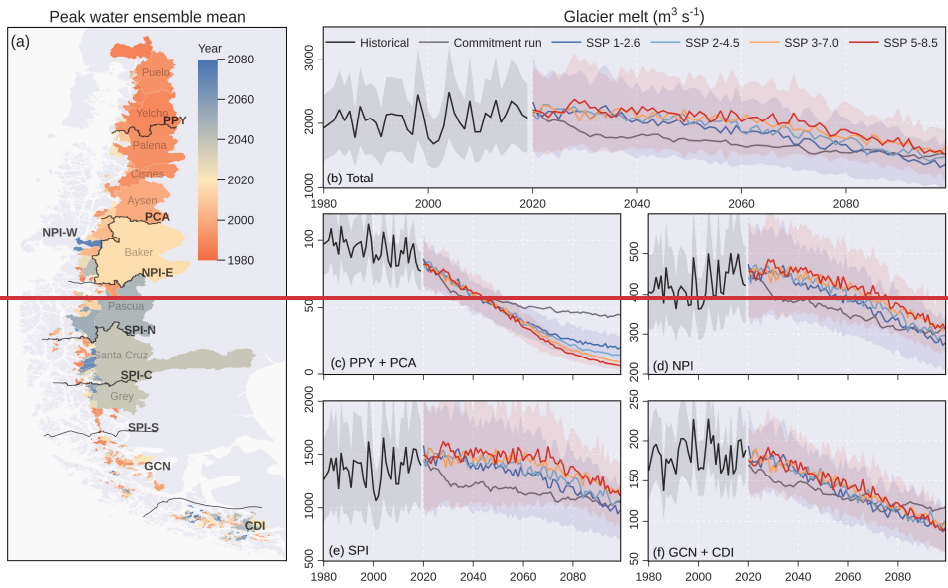 Peak water ensemble mean
Glacier melt (m³ s⁻¹)
(a)
Year
2080
2060
2040
2020
2000
1980
Puelo
Yelcho
PPY
Palena
Cisnes
Aysen
PCA
NPI-W
Baker
NPI-E
Pascua
SPI-N
Santa Cruz
SPI-C
Grey
SPI-S
GCN
CDI
Historical
Commitment run
SSP 1-2.6
SSP 2-4.5
SSP 3-7.0
SSP 5-8.5
3000
2000
1000
(b) Total
1980 2000 2020 2040 2060 2080
100
50
0
(c) PPY + PCA
500
400
300
200
(d) NPI
2000
1500
1000
500
(e) SPI
1980 2000 2020 2040 2060 2080
250
200
150
100
50
(f) GCN + CDI
1980 2000 2020 2040 2060 2080